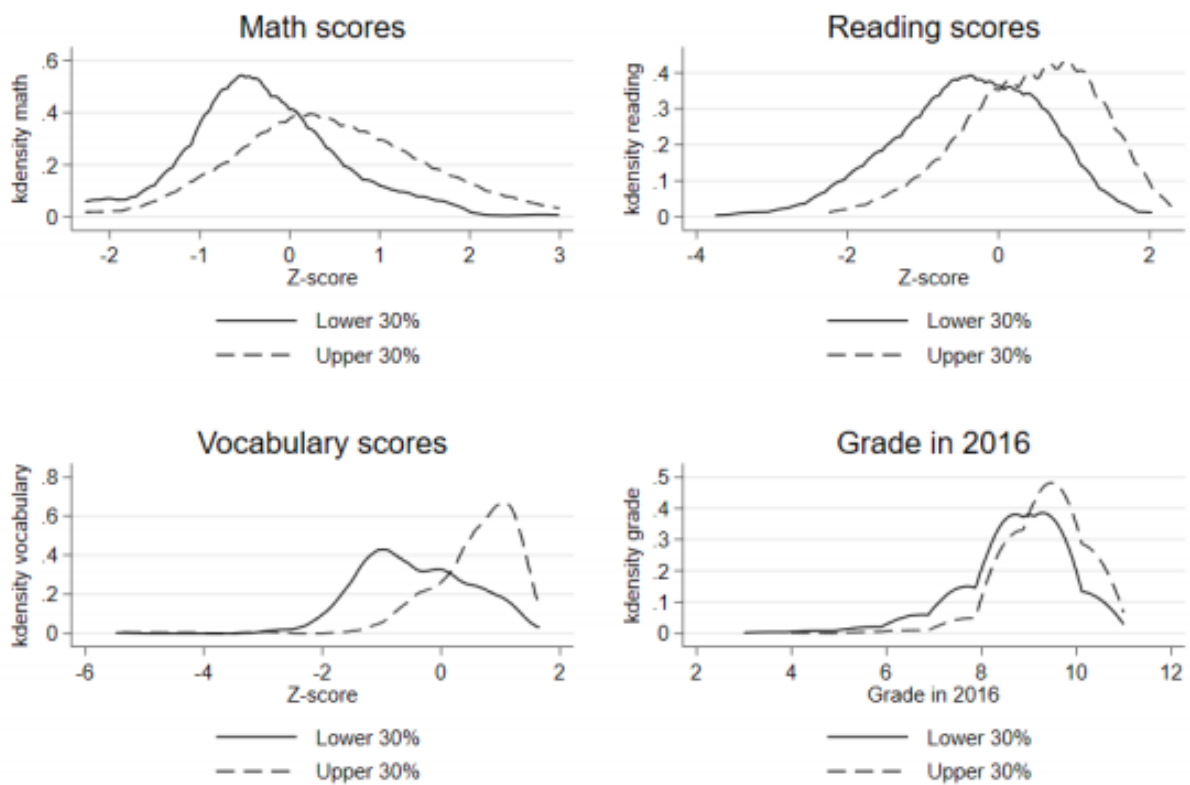 Math scores
kdensity math
.6
.4
.2
0
-2 -1 0 1 2 3
Z-score
Lower 30%
Upper 30%
Reading scores
kdensity reading
.4
.3
.2
.1
0
-4 -2 0 2
Z-score
Lower 30%
Upper 30%
Vocabulary scores
kdensity vocabulary
.8
.6
.4
.2
0
-6 -4 -2 0 2
Z-score
Lower 30%
Upper 30%
Grade in 2016
kdensity grade
.5
.4
.3
.2
.1
0
2 4 6 8 10 12
Grade in 2016
Lower 30%
Upper 30%